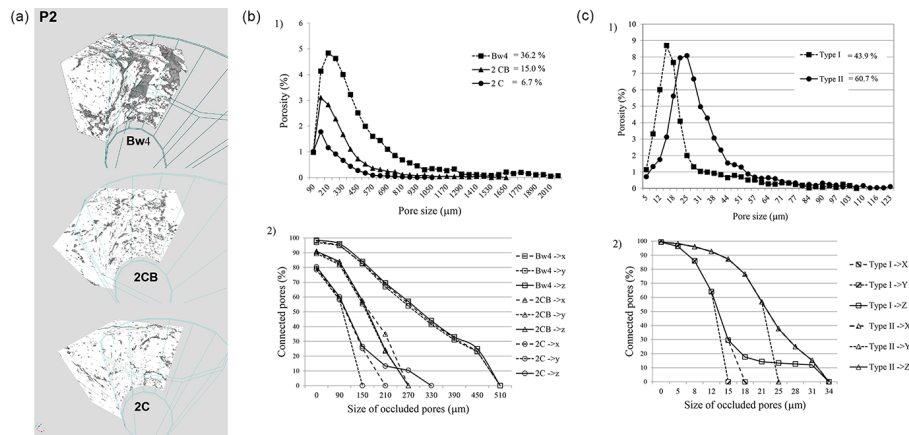 (a) P2
Bw4
2CB
2C
(b)
1)
Porosity (%)
6
5
4
3
2
1
0
Bw4 = 36.2 %
2 CB = 15.0 %
2 C = 6.7 %
90 210 330 450 570 690 810 930 1050 1170 1290 1410 1530 1650 1770 1890 2010
Pore size (μm)
2)
Connected pores (%)
100
90
80
70
60
50
40
30
20
10
0
Bw4 ->x
Bw4 ->y
Bw4 ->z
2CB ->x
2CB ->y
2CB ->z
2C ->x
2C ->y
2C ->z
0 90 150 210 270 330 390 450 510
Size of occluded pores (μm)
(c)
1)
Porosity (%)
10
9
8
7
6
5
4
3
2
1
0
Type I = 43.9 %
Type II = 60.7 %
5 12 18 25 31 38 44 51 57 64 71 77 84 90 97 103 110 116 123
Pore size (μm)
2)
Connected pores (%)
100
90
80
70
60
50
40
30
20
10
0
Type I ->X
Type I ->Y
Type I ->Z
Type II ->X
Type II ->Y
Type II ->Z
0 5 8 12 15 18 21 25 28 31 34
Size of occluded pores (μm)